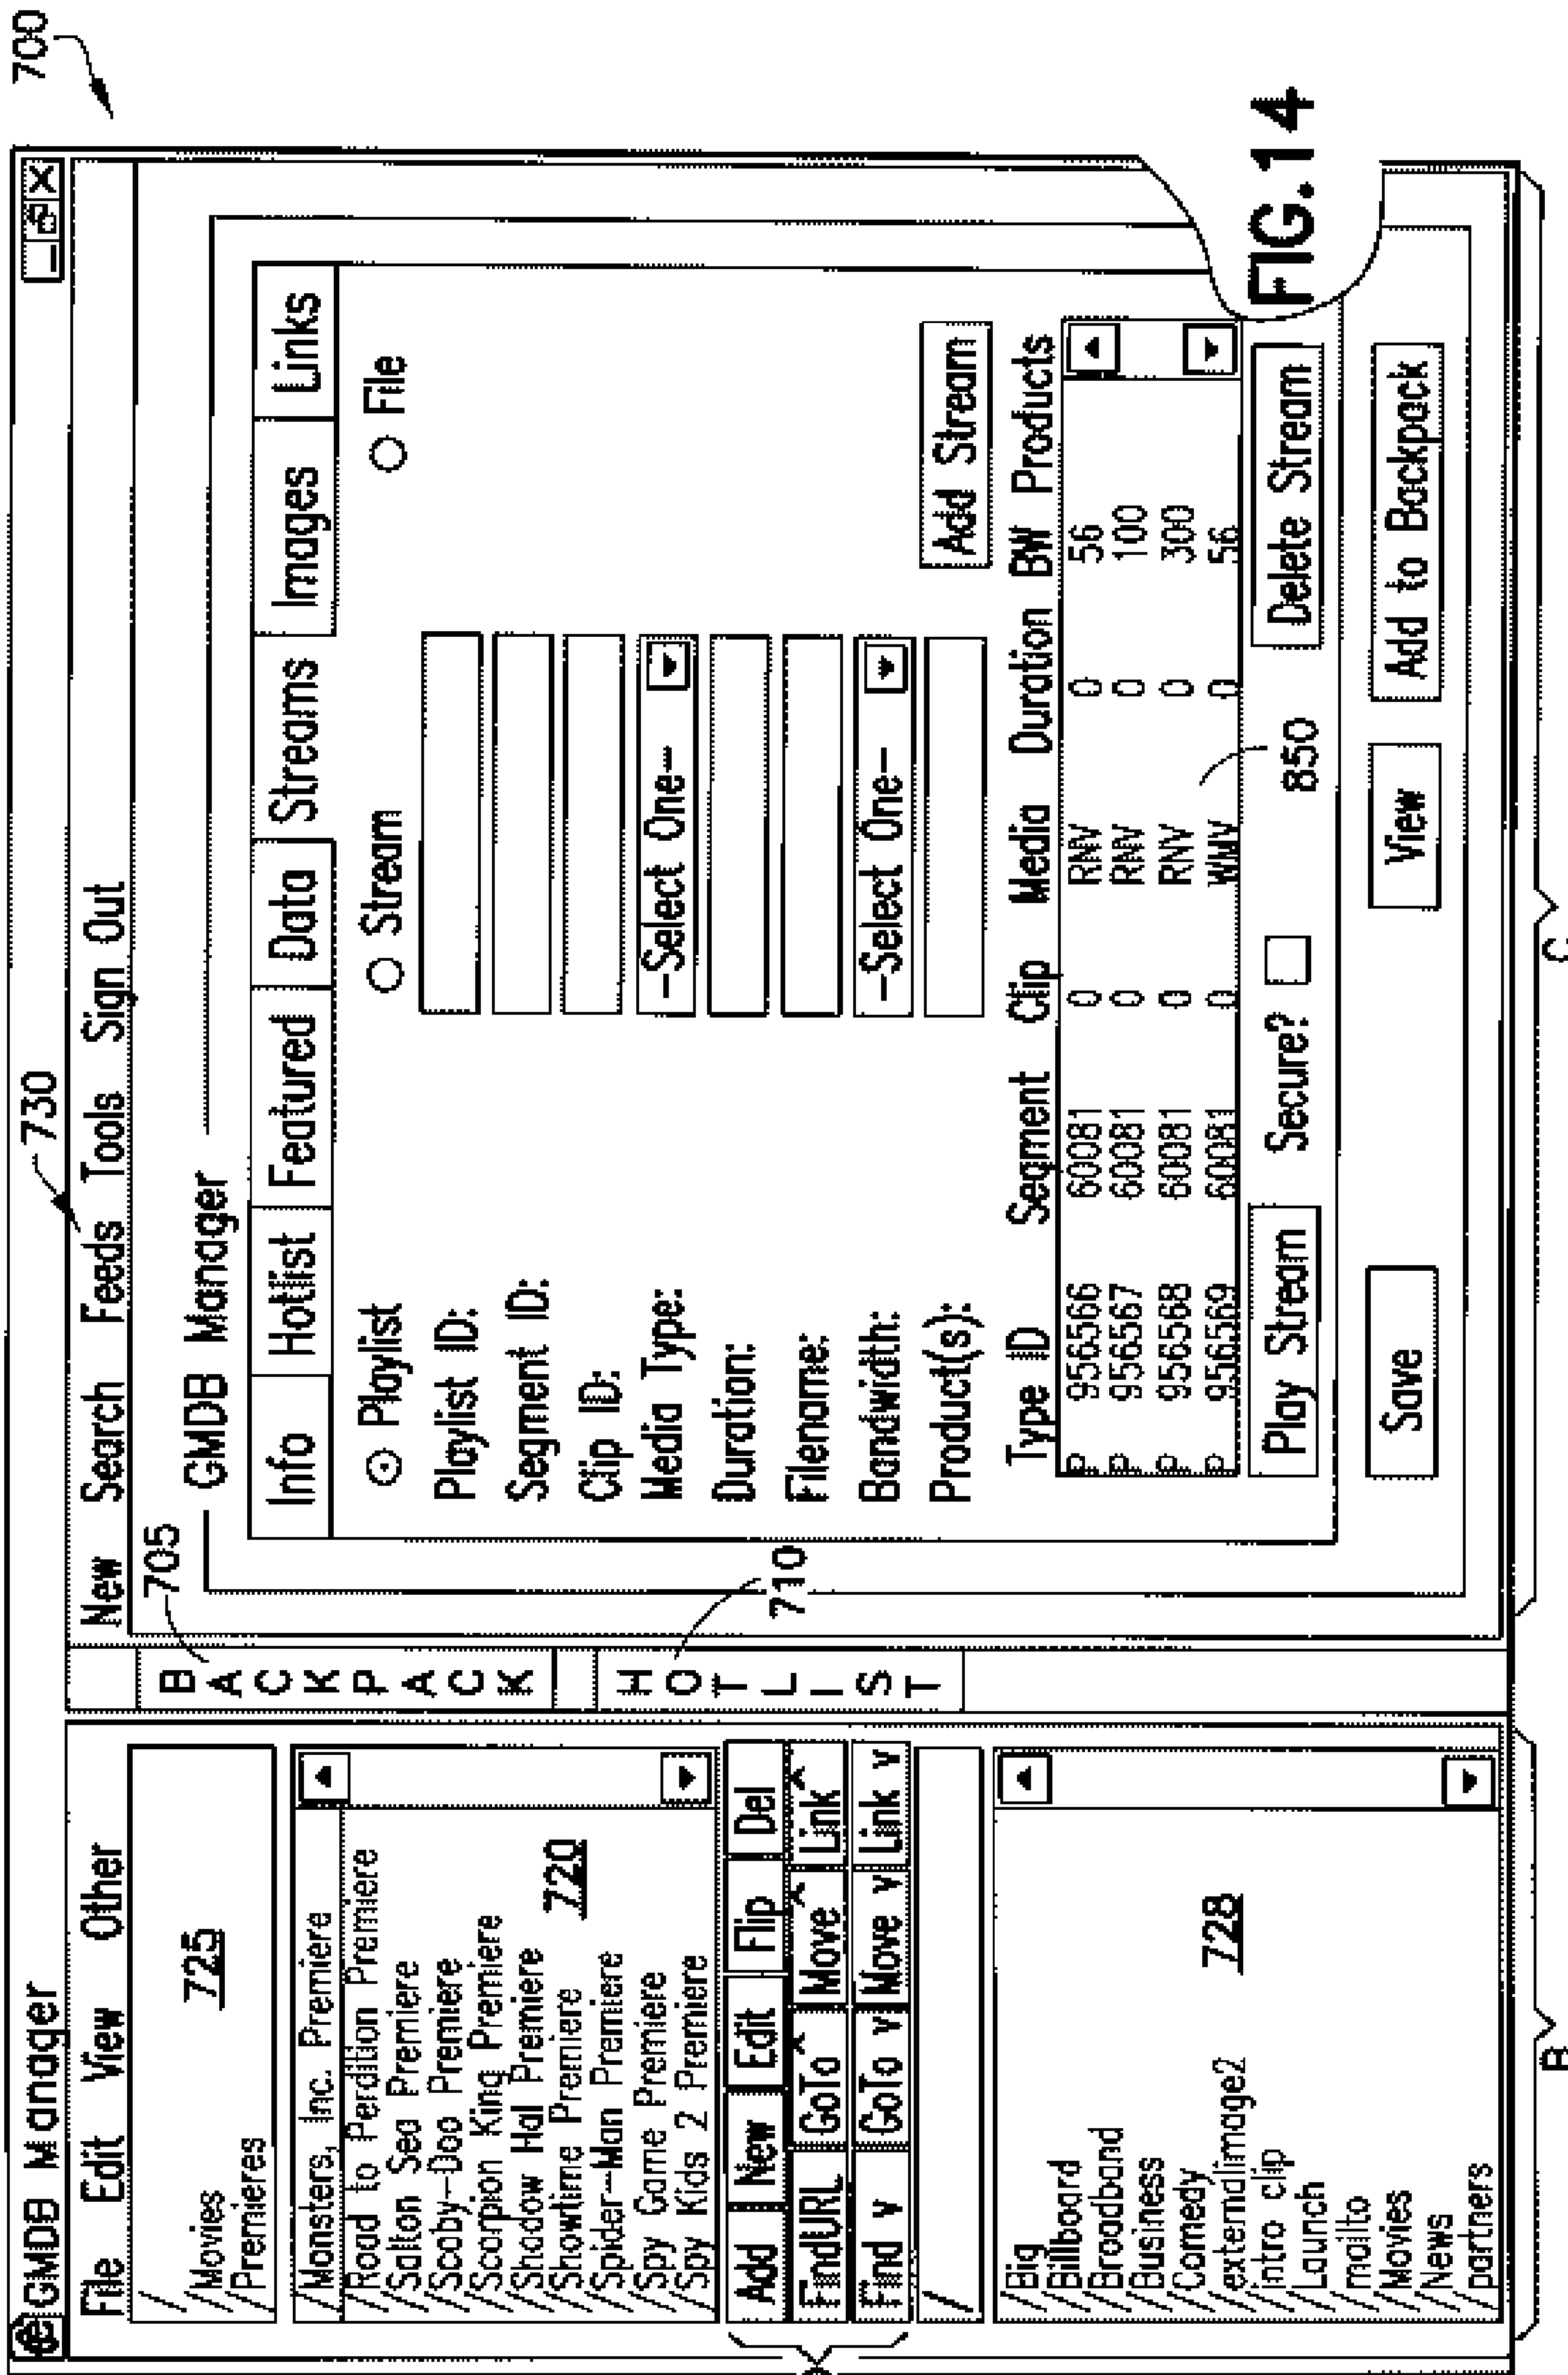 700
GMDB Manager
File Edit View Other
725
/
//Movies
//Premieres
//Monsters, Inc. Premiere
//Road to Perdition Premiere
//Salton Sea Premiere
//Scoby-Doo Premiere
//Scorpion King Premiere
//Shadow Hal Premiere
//Showtime Premiere
//Spider-Man Premiere
//Spy Game Premiere
//Spy Kids 2 Premiere
720
Add New Edit Flip Del
FindURL GoTo ^ Move ^ Link ^
Find v GoTo v Move v Link v
/
//Big
//Billboard
//Broadband
//Business
//Comedy
//externalimage2
//intro clip
//Launch
//mailto
//Movies
//News
//partners
728
B
BACKPACK
705
HOTLIST
710
730
New Search Feeds Tools Sign Out
GMDB Manager
Info Hotlist Featured Data Streams Images Links
Playlist Stream File
Playlist ID:
Segment ID:
Clip ID:
Media Type: -Select One-
Duration:
Filename:
Bandwidth: -Select One-
Product(s):
Add Stream
Type ID Segment Clip Media Duration BW Products
P 956566 60081 0 RNV 0 56
P 956567 60081 0 RNV 0 100
P 956568 60081 0 RNV 0 300
P 956569 60081 0 WMV 0 56
Play Stream Secure? 850 Delete Stream
Save View Add to Backpack
C
FIG.14